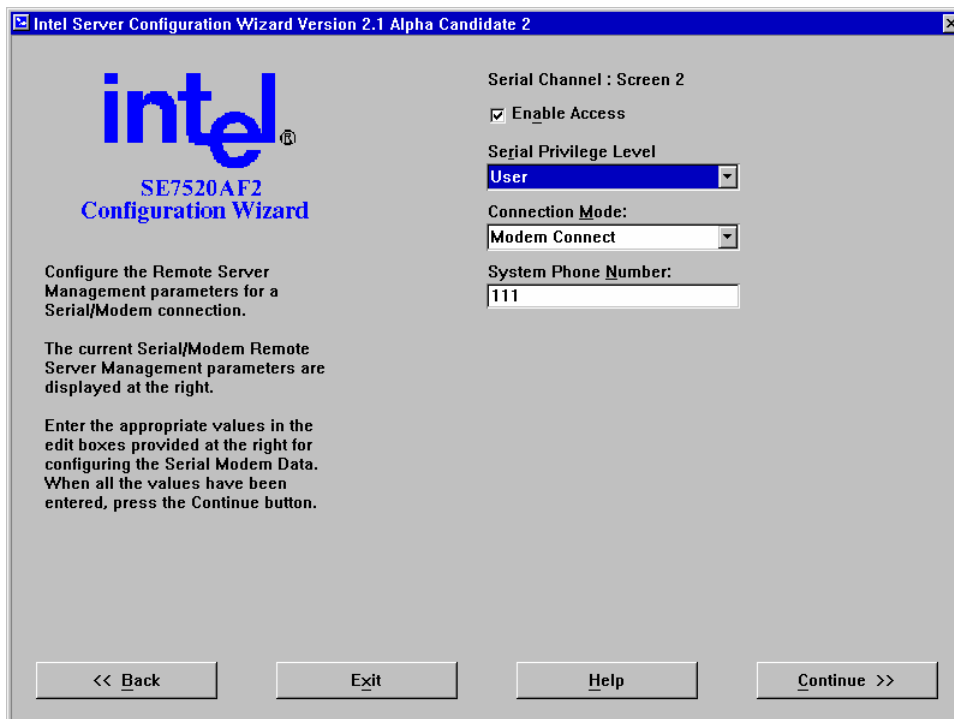 Intel Server Configuration Wizard Version 2.1 Alpha Candidate 2
intel®
SE7520AF2
Configuration Wizard
Configure the Remote Server
Management parameters for a
Serial/Modem connection.
The current Serial/Modem Remote
Server Management parameters are
displayed at the right.
Enter the appropriate values in the
edit boxes provided at the right for
configuring the Serial Modem Data.
When all the values have been
entered, press the Continue button.
Serial Channel : Screen 2
Enable Access
Serial Privilege Level
User
Connection Mode:
Modem Connect
System Phone Number:
111
<< Back
Exit
Help
Continue >>